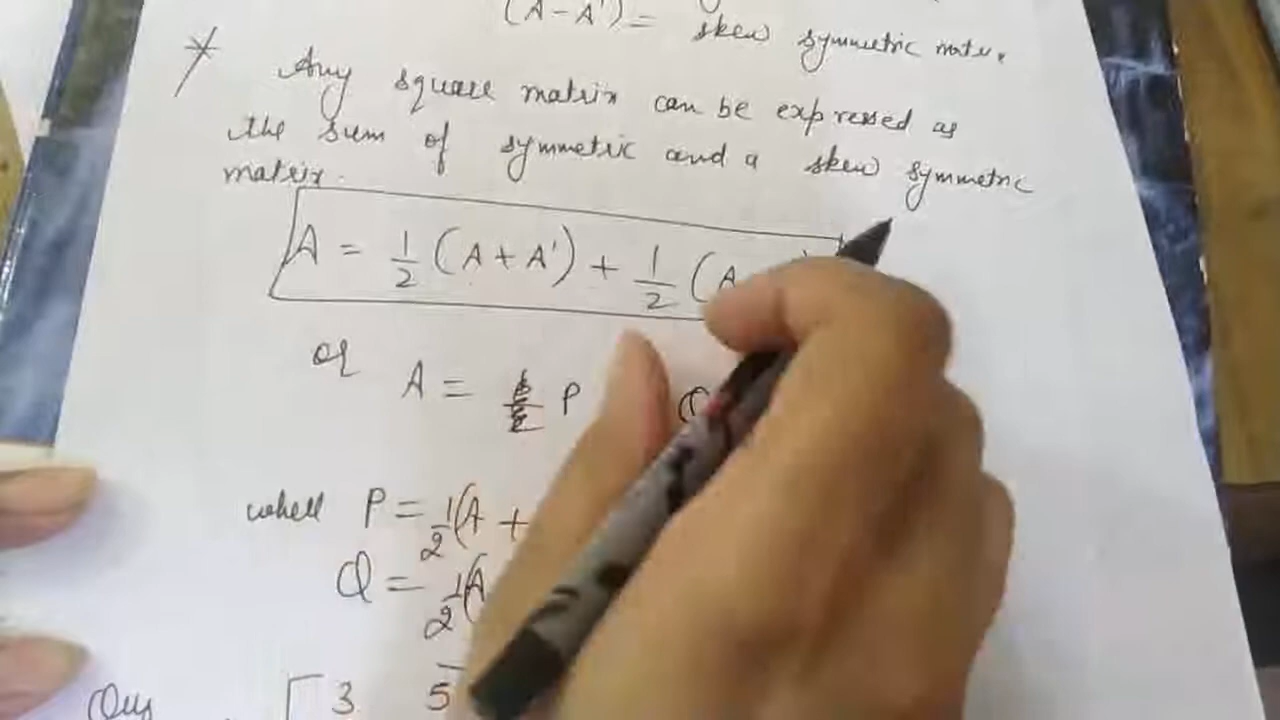 (A-A') = skew symmetric
* Any square matrix can be expressed as
the sum of symmetric and a skew symmetric
matrix.
A = 1/2 (A + A') + 1/2 (A
or A = P Q
where P = 1/2 (A +
Q = 1/2 (A
Ques 3 5